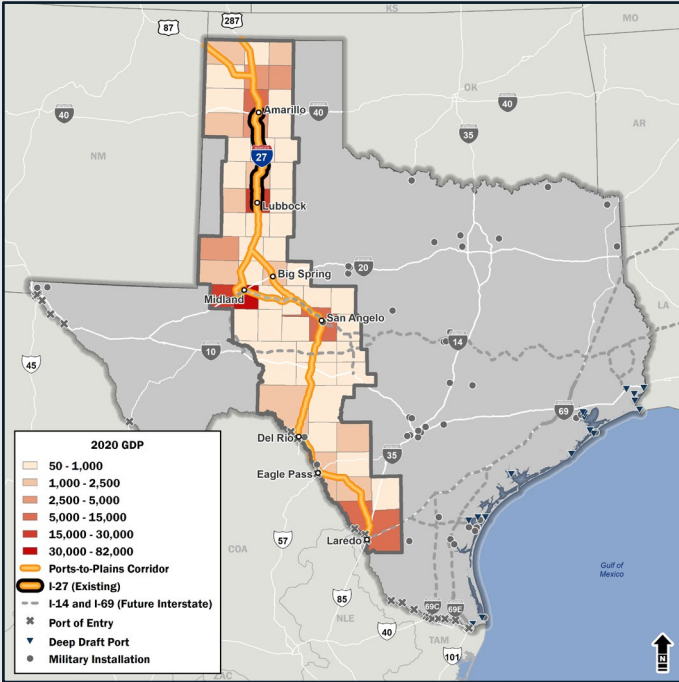 KS
MO
287
87
OK
40
40
40
35
AR
NM
Amarillo
27
Lubbock
Big Spring
20
Midland
San Angelo
LA
14
10
45
69
Del Rio
35
Eagle Pass
57
COA
Laredo
Gulf of
Mexico
85
NLE
69C
69E
40
TAM
101
ZAC
N
2020 GDP
50 - 1,000
1,000 - 2,500
2,500 - 5,000
5,000 - 15,000
15,000 - 30,000
30,000 - 82,000
Ports-to-Plains Corridor
I-27 (Existing)
I-14 and I-69 (Future Interstate)
Port of Entry
Deep Draft Port
Military Installation